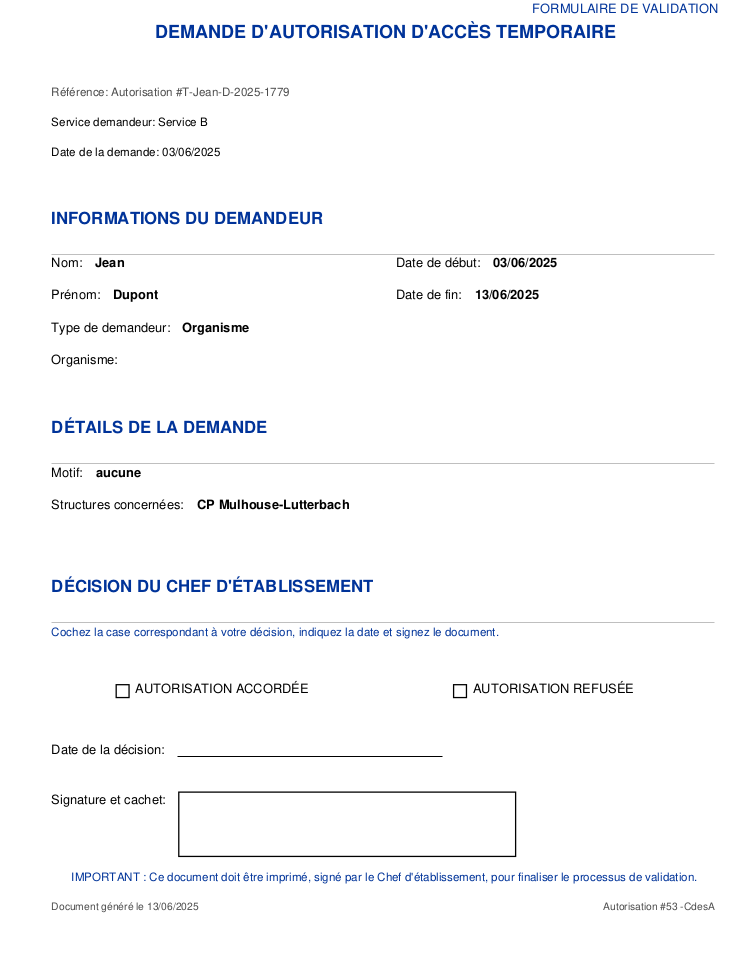 FORMULAIRE DE VALIDATION
DEMANDE D'AUTORISATION D'ACCÈS TEMPORAIRE
Référence: Autorisation #T-Jean-D-2025-1779
Service demandeur: Service B
Date de la demande: 03/06/2025
INFORMATIONS DU DEMANDEUR
Nom: Jean Date de début: 03/06/2025
Prénom: Dupont Date de fin: 13/06/2025
Type de demandeur: Organisme
Organisme:
DÉTAILS DE LA DEMANDE
Motif: aucune
Structures concernées: CP Mulhouse-Lutterbach
DÉCISION DU CHEF D'ÉTABLISSEMENT
Cochez la case correspondant à votre décision, indiquez la date et signez le document.
AUTORISATION ACCORDÉE AUTORISATION REFUSÉE
Date de la décision:
Signature et cachet:
IMPORTANT : Ce document doit être imprimé, signé par le Chef d'établissement, pour finaliser le processus de validation.
Document généré le 13/06/2025 Autorisation #53 -CdesA